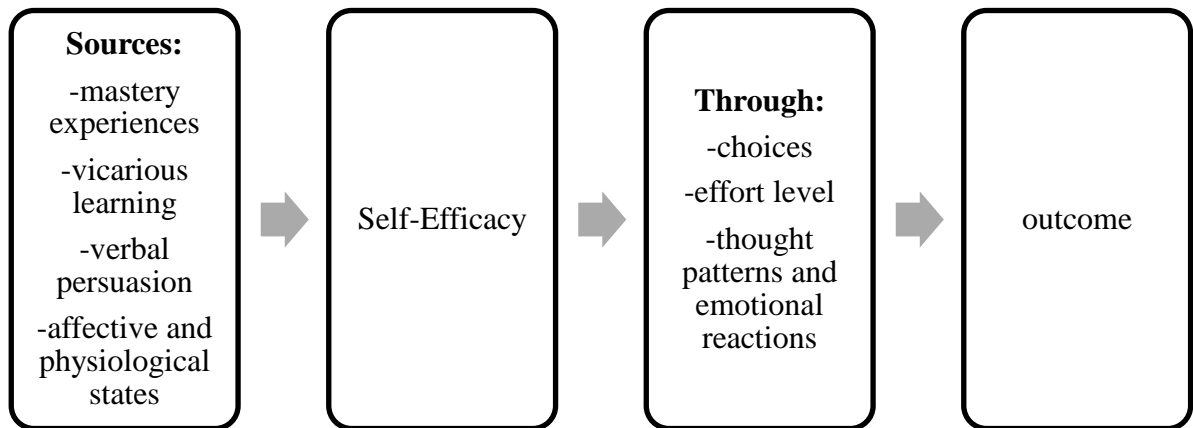 Sources:
-mastery
experiences
-vicarious
learning
-verbal
persuasion
-affective and
physiological
states
Self-Efficacy
Through:
-choices
-effort level
-thought
patterns and
emotional
reactions
outcome